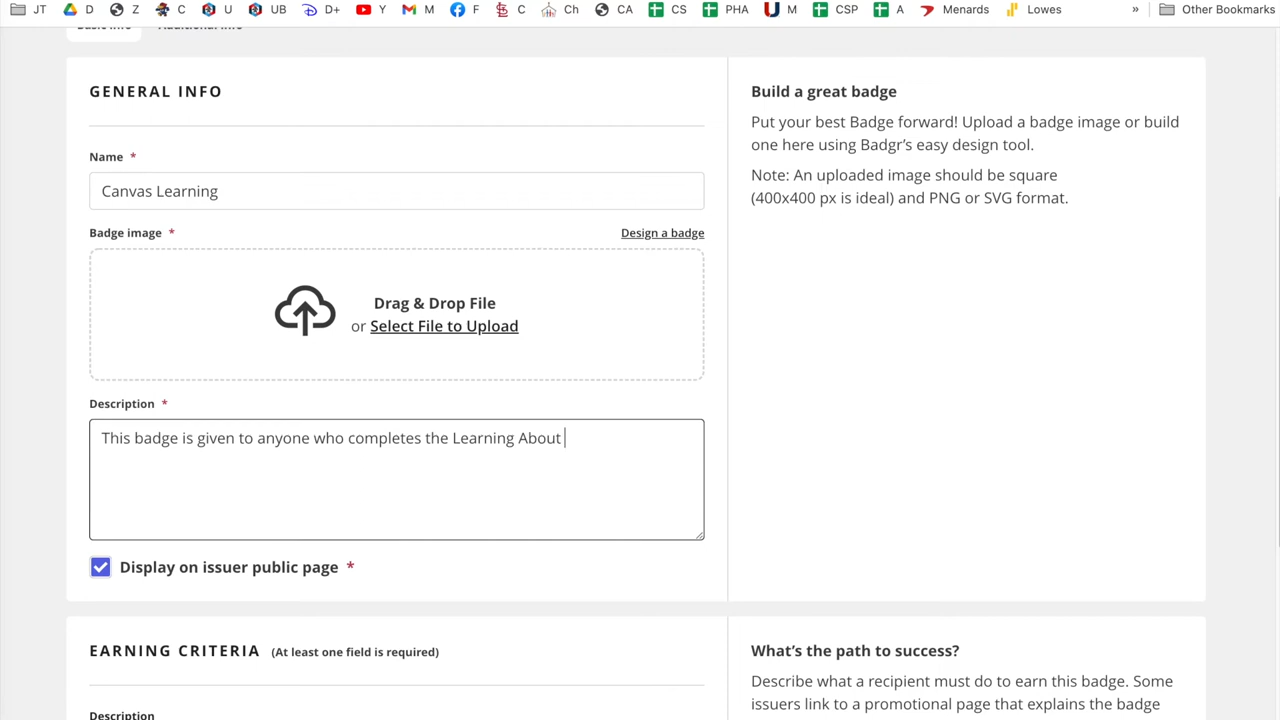 JT D Z C U UB D+ Y M F C Ch CA CS PHA M CSP A Menards Lowes » Other Bookmarks
Basic Info Additional Info
GENERAL INFO
Name *
Canvas Learning
Badge image * Design a badge
Drag & Drop File
or Select File to Upload
Description *
This badge is given to anyone who completes the Learning About
Display on issuer public page *
Build a great badge
Put your best Badge forward! Upload a badge image or build
one here using Badgr’s easy design tool.
Note: An uploaded image should be square
(400x400 px is ideal) and PNG or SVG format.
EARNING CRITERIA (At least one field is required)
Description
What’s the path to success?
Describe what a recipient must do to earn this badge. Some
issuers link to a promotional page that explains the badge